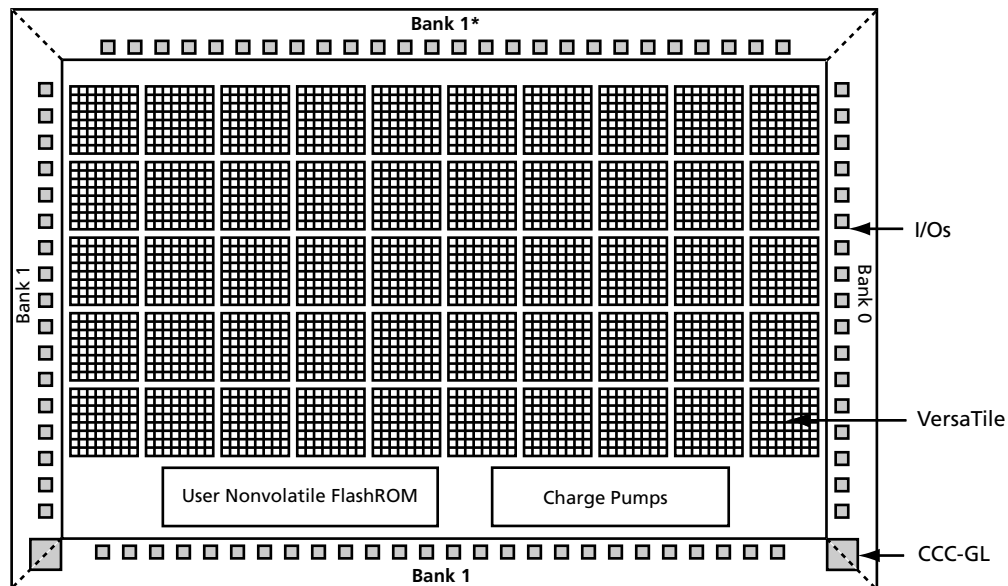 Bank 1*
I/Os
Bank 1
Bank 0
VersaTile
User Nonvolatile FlashROM
Charge Pumps
CCC-GL
Bank 1